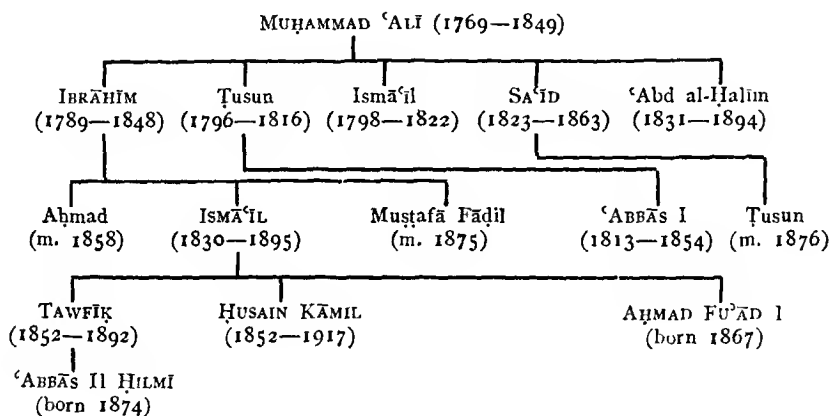 MUḤAMMAD ʿALĪ (1769—1849)
IBRĀHĪM Ṭusun Ismāʿīl SAʿĪD ʿAbd al-Ḥalīm
(1789—1848) (1796—1816) (1798—1822) (1823—1863) (1831—1894)
Aḥmad ISMĀʿĪL Muṣṭafā Fāḍil ʿABBĀS I Ṭusun
(m. 1858) (1830—1895) (m. 1875) (1813—1854) (m. 1876)
TAWFĪḲ ḤUSAIN KĀMIL AḤMAD FUʾĀD I
(1852—1892) (1852—1917) (born 1867)
ʿABBĀS II ḤILMĪ
(born 1874)